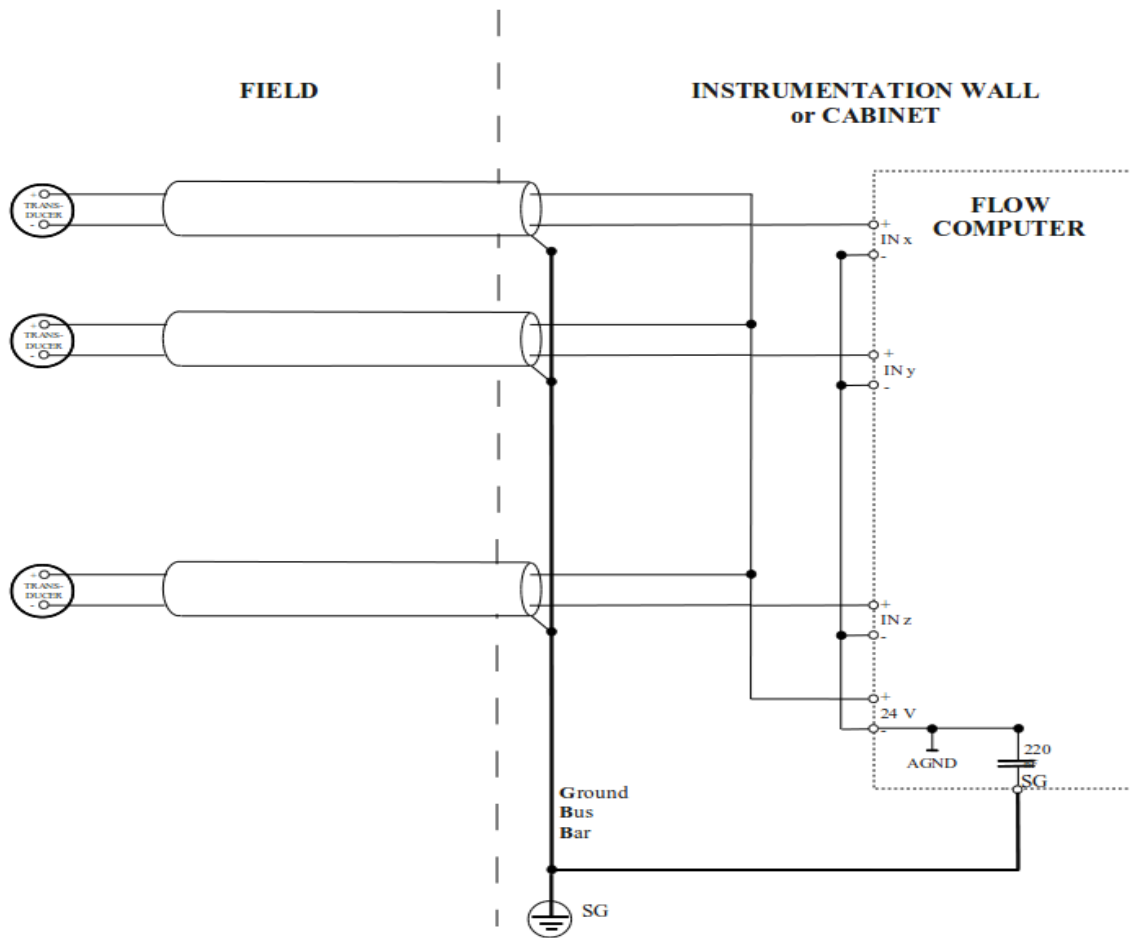 FIELD
INSTRUMENTATION WALL
or CABINET
FLOW
COMPUTER
+
TRANS-
DUCER
-
+
IN x
-
+
TRANS-
DUCER
-
+
IN y
-
+
TRANS-
DUCER
-
+
IN z
-
+
24 V
-
AGND
220
SG
Ground
Bus
Bar
SG